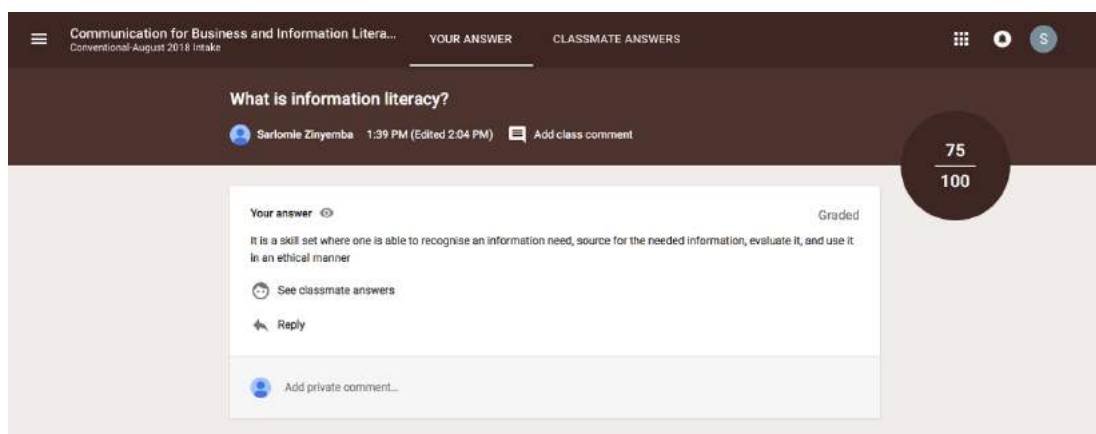 Communication for Business and Information Litera...
Conventional-August 2018 Intake
YOUR ANSWER
CLASSMATE ANSWERS
S
What is information literacy?
Sarlomie Zinyemba 1:39 PM (Edited 2:04 PM) Add class comment
75
100
Your answer
Graded
It is a skill set where one is able to recognise an information need, source for the needed information, evaluate it, and use it
in an ethical manner
See classmate answers
Reply
Add private comment...